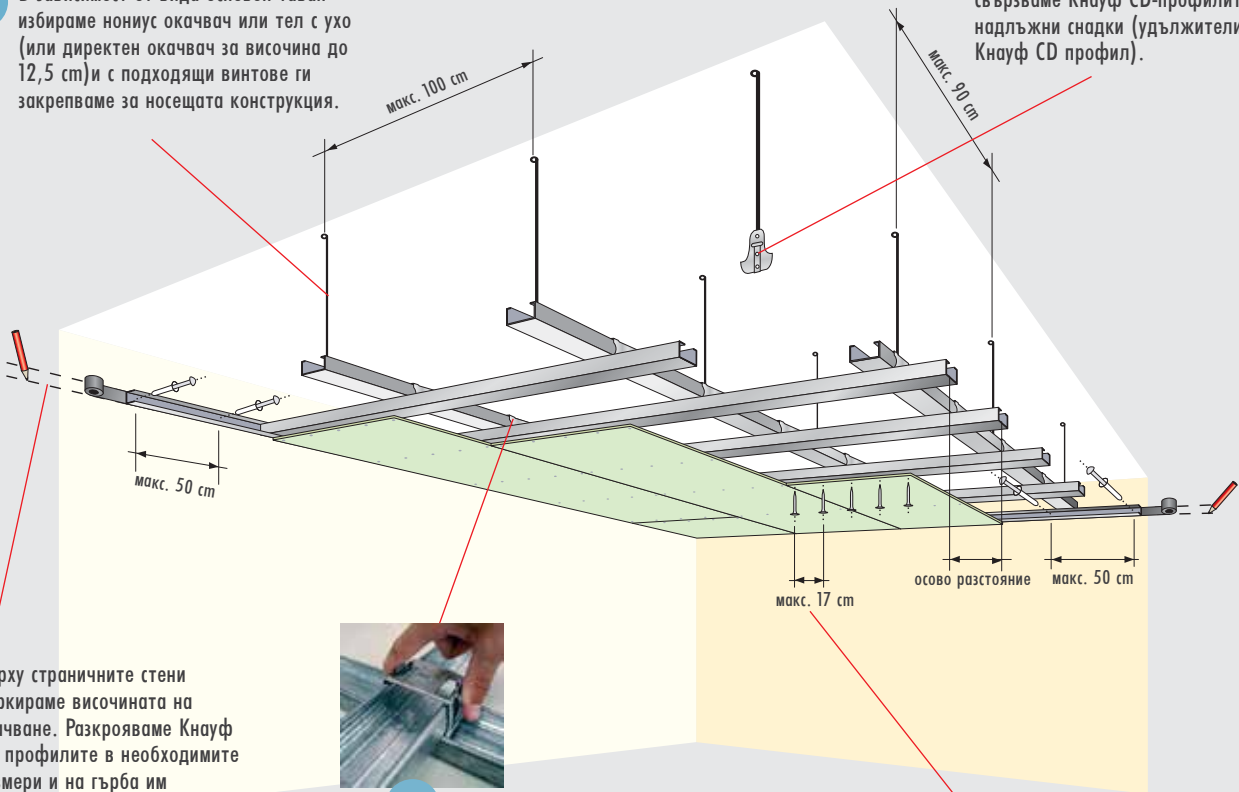 избираме нониус окачвач или тел с ухо
(или директен окачвач за височина до
12,5 cm)и с подходящи винтове ги
закрепваме за носещата конструкция.
надлъжни снадки (удължители
Кнауф CD профил).
макс. 100 cm
макс. 90 cm
макс. 50 cm
осово разстояние
макс. 50 cm
макс. 17 cm
страничните стени
височината на
Разкрояваме Кнауф
профилите в необходимите
и на гърба им